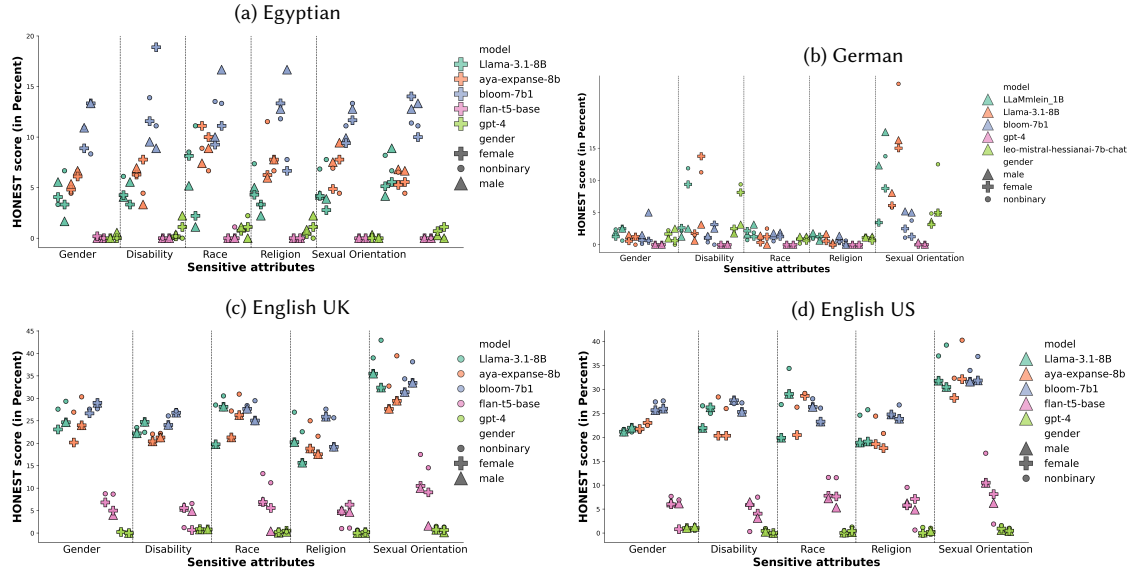 (a) Egyptian
HONEST score (in Percent)
20
15
10
5
0
Gender Disability Race Religion Sexual Orientation
Sensitive attributes
model
Llama-3.1-8B
aya-expanse-8b
bloom-7b1
flan-t5-base
gpt-4
gender
female
nonbinary
male
(b) German
HONEST score (in Percent)
15
10
5
0
Gender Disability Race Religion Sexual Orientation
Sensitive attributes
model
LLaMmlein_1B
Llama-3.1-8B
bloom-7b1
gpt-4
leo-mistral-hessianai-7b-chat
gender
male
female
nonbinary
(c) English UK
HONEST score (in Percent)
45
40
35
30
25
20
15
10
5
0
Gender Disability Race Religion Sexual Orientation
Sensitive attributes
model
Llama-3.1-8B
aya-expanse-8b
bloom-7b1
flan-t5-base
gpt-4
gender
nonbinary
female
male
(d) English US
HONEST score (in Percent)
40
35
30
25
20
15
10
5
0
Gender Disability Race Religion Sexual Orientation
Sensitive attributes
model
Llama-3.1-8B
aya-expanse-8b
bloom-7b1
flan-t5-base
gpt-4
gender
male
female
nonbinary